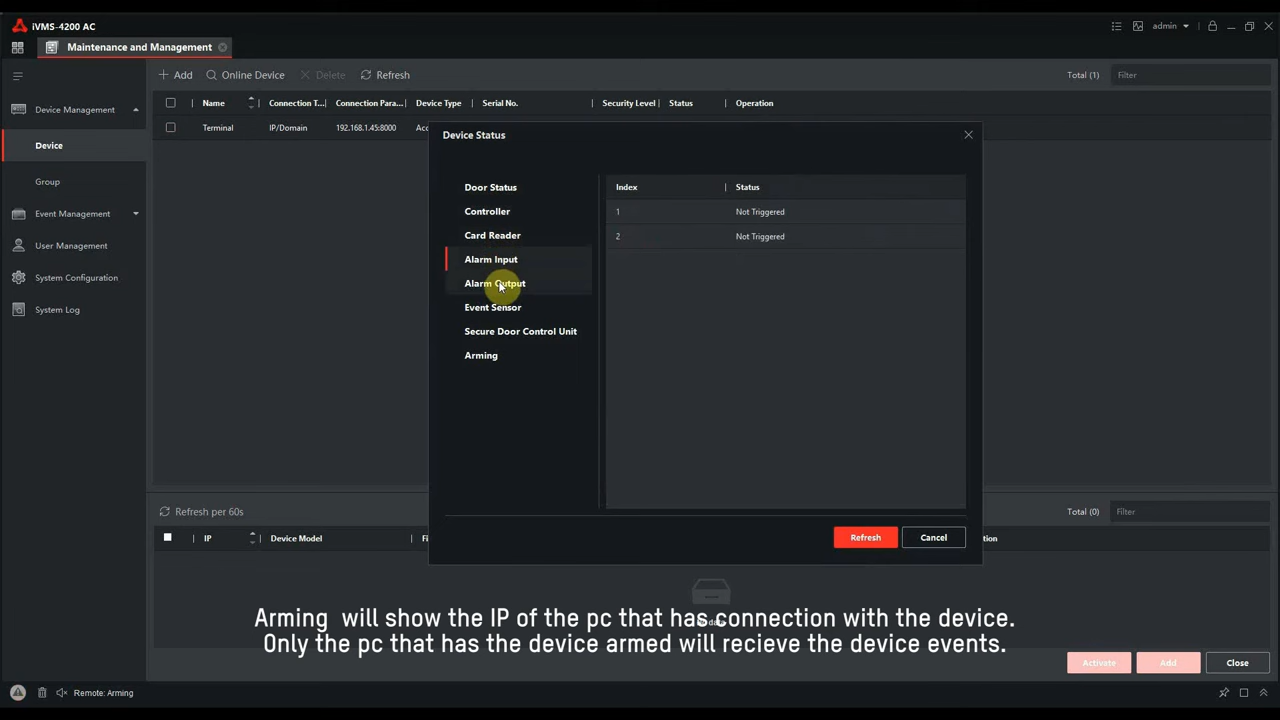 iVMS-4200 AC
admin
Maintenance and Management
Add
Online Device
Delete
Refresh
Total (1)
Filter
Device Management
Device
Group
Event Management
User Management
System Configuration
System Log
Name
Connection T...
Connection Para...
Device Type
Serial No.
Security Level
Status
Operation
Terminal
IP/Domain
192.168.1.45:8000
Device Status
Door Status
Controller
Card Reader
Alarm Input
Alarm Output
Event Sensor
Secure Door Control Unit
Arming
Index
Status
1
Not Triggered
2
Not Triggered
Refresh
Cancel
Refresh per 60s
Total (0)
Filter
IP
Device Model
Arming will show the IP of the pc that has connection with the device.
Only the pc that has the device armed will recieve the device events.
Activate
Add
Close
Remote: Arming